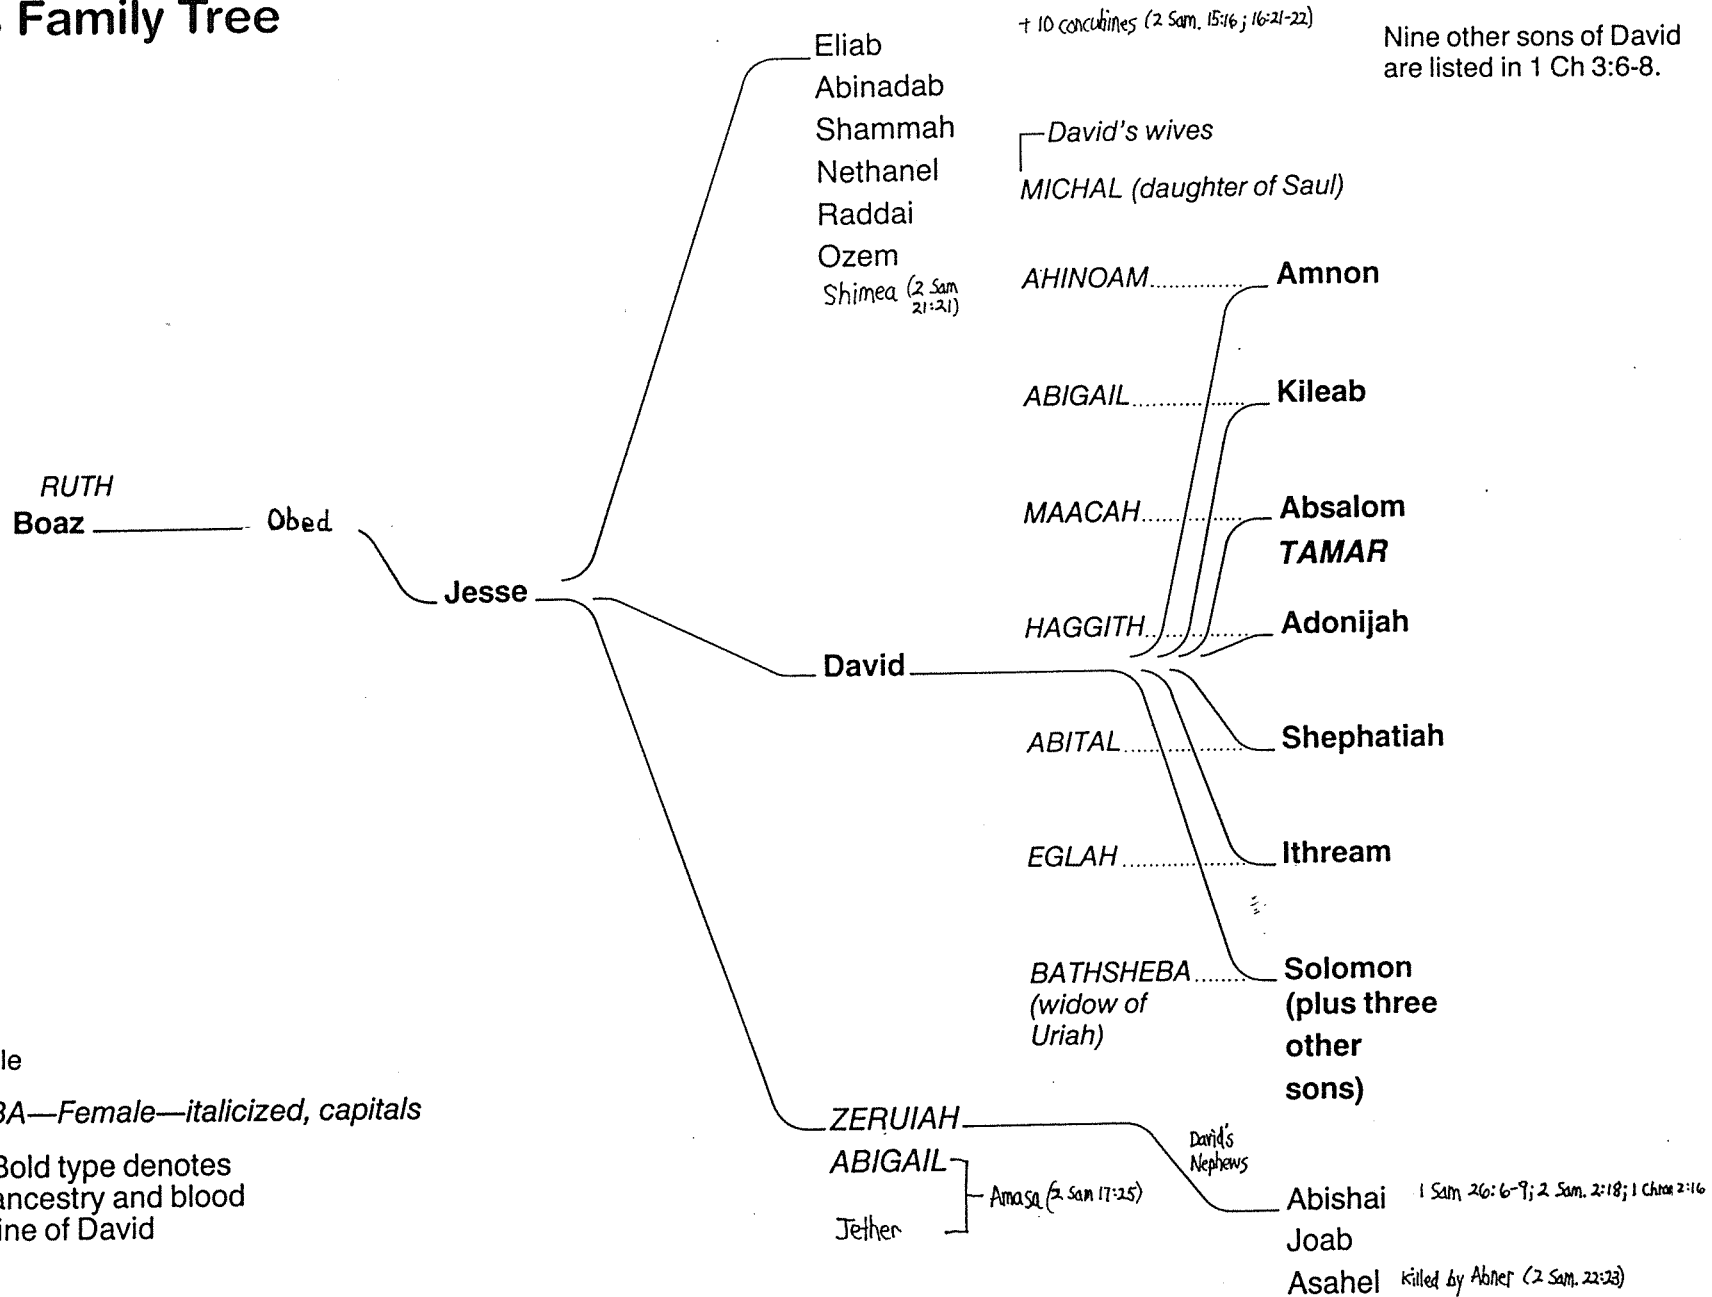 s Family Tree
+ 10 concubines (2 Sam. 15:16; 16:21-22)
Nine other sons of David
are listed in 1 Ch 3:6-8.
Eliab
Abinadab
Shammah
Nethanel
Raddai
Ozem
Shimea (2 Sam
21:21)
David's wives
MICHAL (daughter of Saul)
AHINOAM
Amnon
ABIGAIL
Kileab
MAACAH
Absalom
TAMAR
HAGGITH
Adonijah
RUTH
Boaz
Obed
Jesse
David
ABITAL
Shephatiah
EGLAH
Ithream
BATHSHEBA
(widow of
Uriah)
Solomon
(plus three
other
sons)
le
BA—Female—italicized, capitals
Bold type denotes
ancestry and blood
line of David
ZERUIAH
ABIGAIL
Jether
Amasa (2 Sam 17:25)
David's
Nephews
Abishai 1 Sam 26:6-9; 2 Sam. 2:18; 1 Chron 2:16
Joab
Asahel killed by Abner (2 Sam. 22:23)